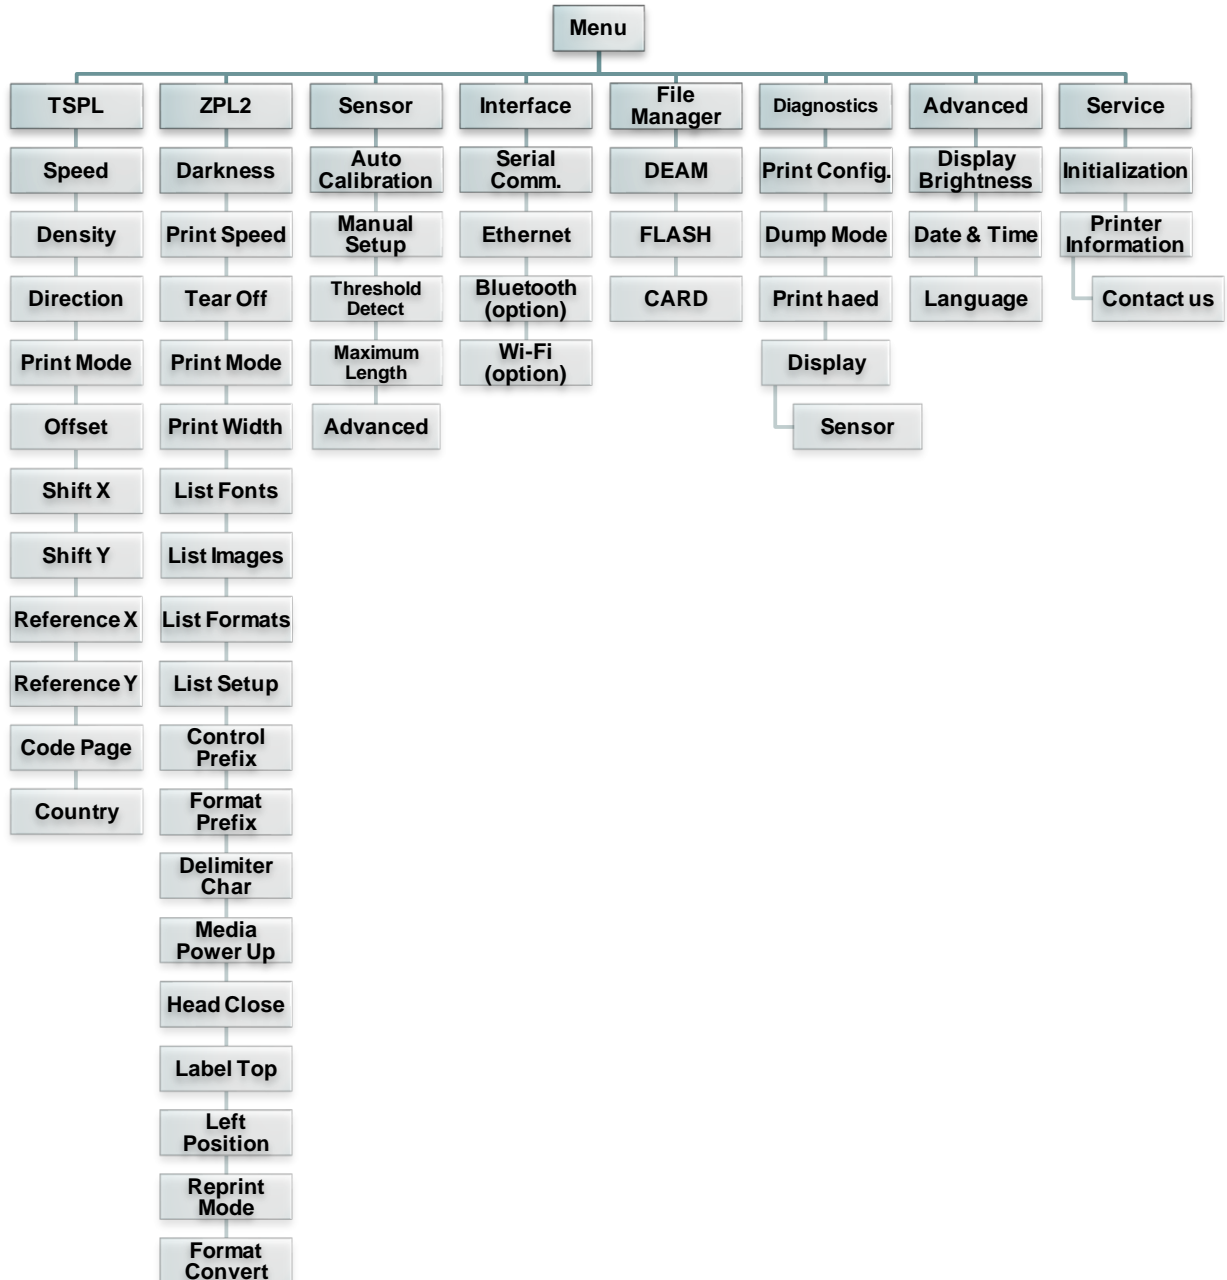 Menu
TSPL
Speed
Density
Direction
Print Mode
Offset
Shift X
Shift Y
Reference X
Reference Y
Code Page
Country
ZPL2
Darkness
Print Speed
Tear Off
Print Mode
Print Width
List Fonts
List Images
List Formats
List Setup
Control
Prefix
Format
Prefix
Delimiter
Char
Media
Power Up
Head Close
Label Top
Left
Position
Reprint
Mode
Format
Convert
Sensor
Auto
Calibration
Manual
Setup
Threshold
Detect
Maximum
Length
Advanced
Interface
Serial
Comm.
Ethernet
Bluetooth
(option)
Wi-Fi
(option)
File
Manager
DEAM
FLASH
CARD
Diagnostics
Print Config.
Dump Mode
Print haed
Display
Sensor
Advanced
Display
Brightness
Date & Time
Language
Service
Initialization
Printer
Information
Contact us